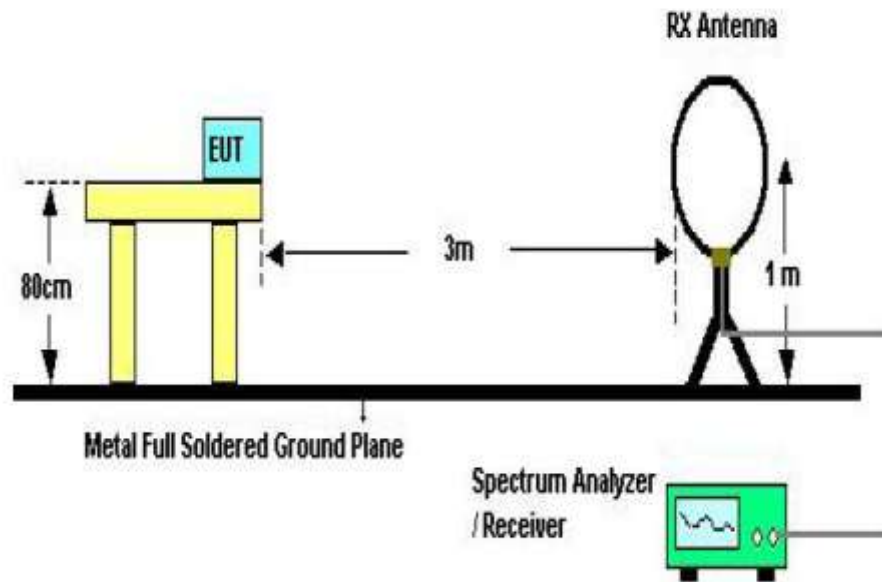 RX Antenna
EUT
3m
80cm
1 m
Metal Full Soldered Ground Plane
Spectrum Analyzer
/ Receiver